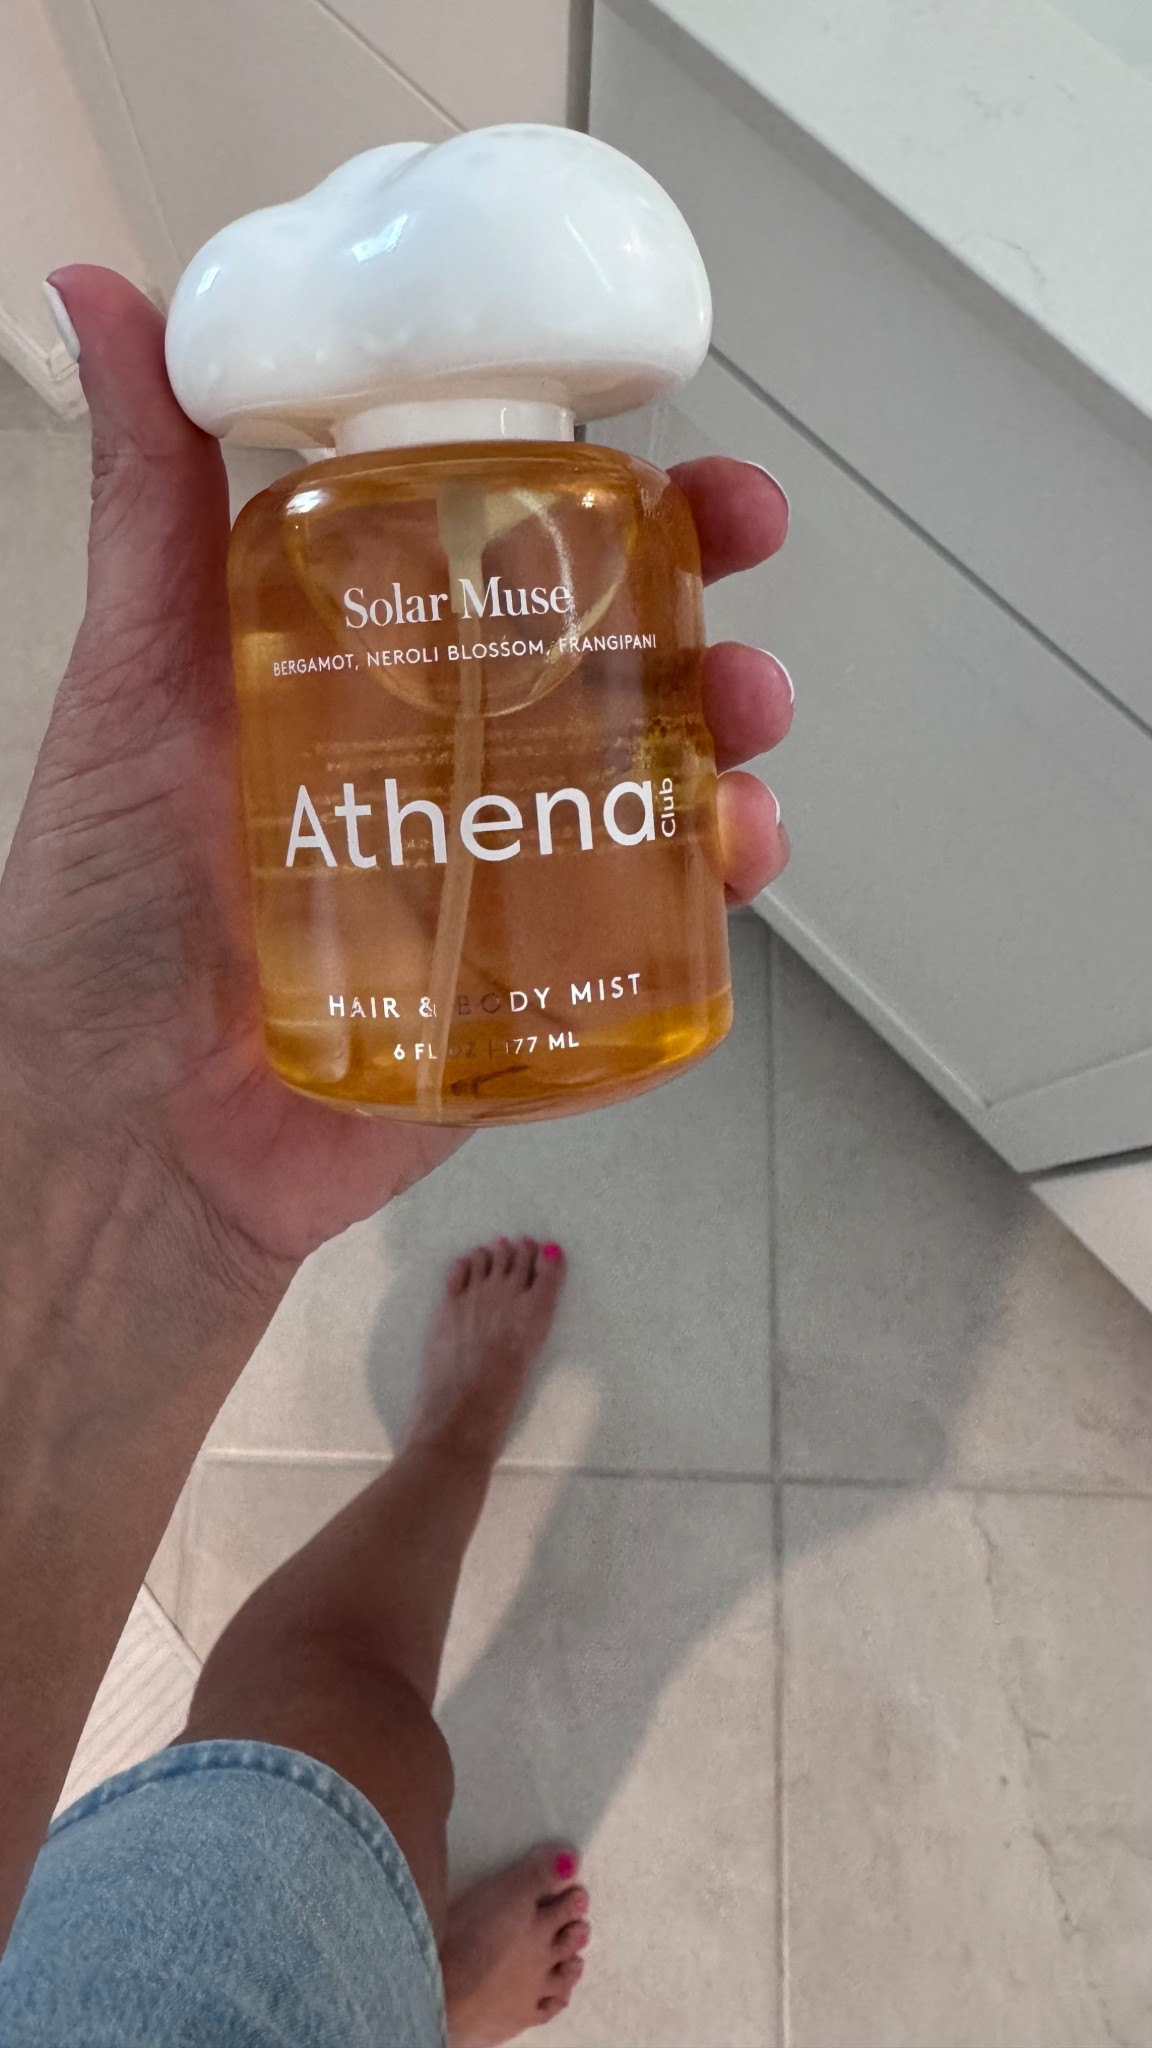 Solar Muse
BERGAMOT, NEROLI BLOSSOM, FRANGIPANI
Athena Club
HAIR & BODY MIST
6 FL OZ | 177 ML